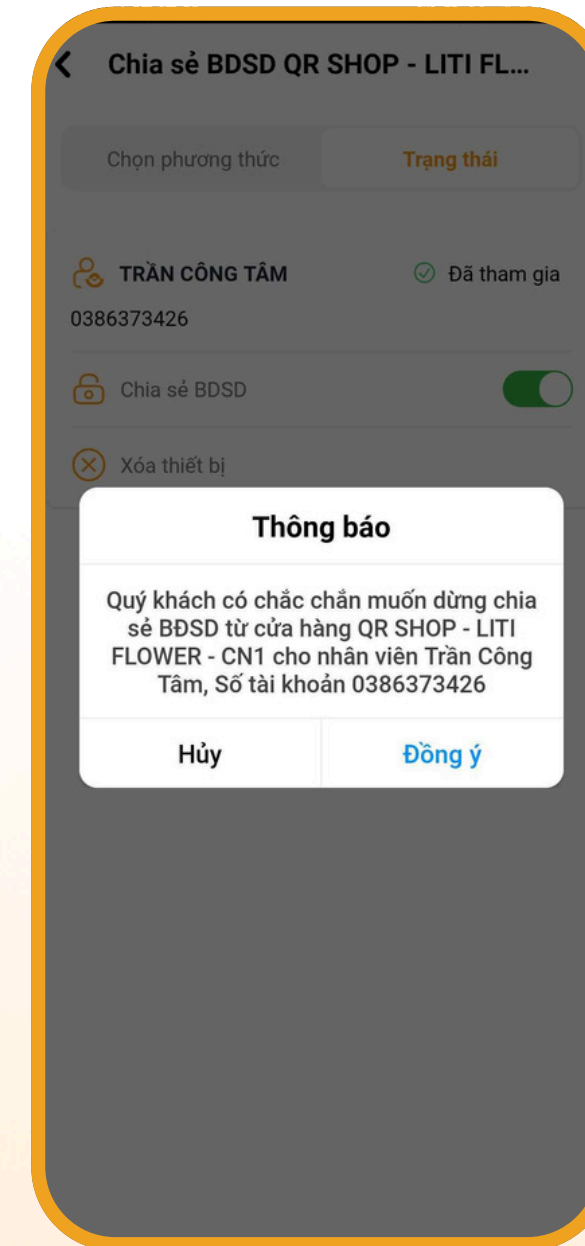 Chia sẻ BDSD QR SHOP - LITI FL...
Chọn phương thức
Trạng thái
TRẦN CÔNG TÂM
Đã tham gia
0386373426
Chia sẻ BDSD
Xóa thiết bị
Thông báo
Quý khách có chắc chắn muốn dừng chia
sẻ BĐSD từ cửa hàng QR SHOP - LITI
FLOWER - CN1 cho nhân viên Trần Công
Tâm, Số tài khoản 0386373426
Hủy
Đồng ý